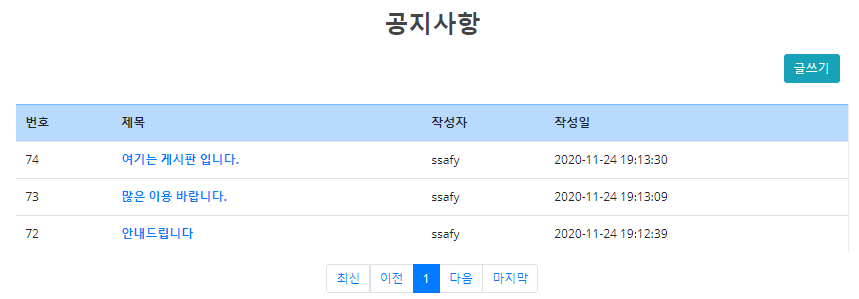 공지사항
글쓰기
번호 제목 작성자 작성일
74 여기는 게시판 입니다. ssafy 2020-11-24 19:13:30
73 많은 이용 바랍니다. ssafy 2020-11-24 19:13:09
72 안내드립니다 ssafy 2020-11-24 19:12:39
최신 이전 1 다음 마지막